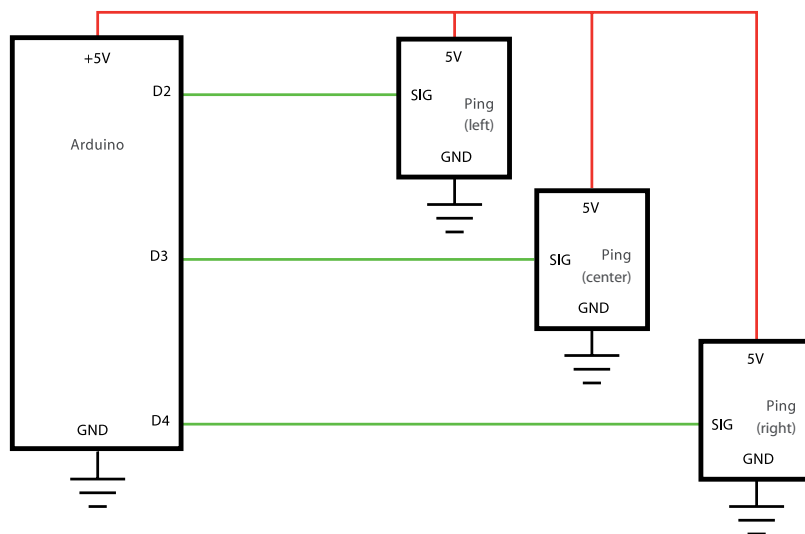 +5V
D2
Arduino
D3
D4
GND
5V
SIG
Ping
(left)
GND
5V
SIG
Ping
(center)
GND
5V
SIG
Ping
(right)
GND